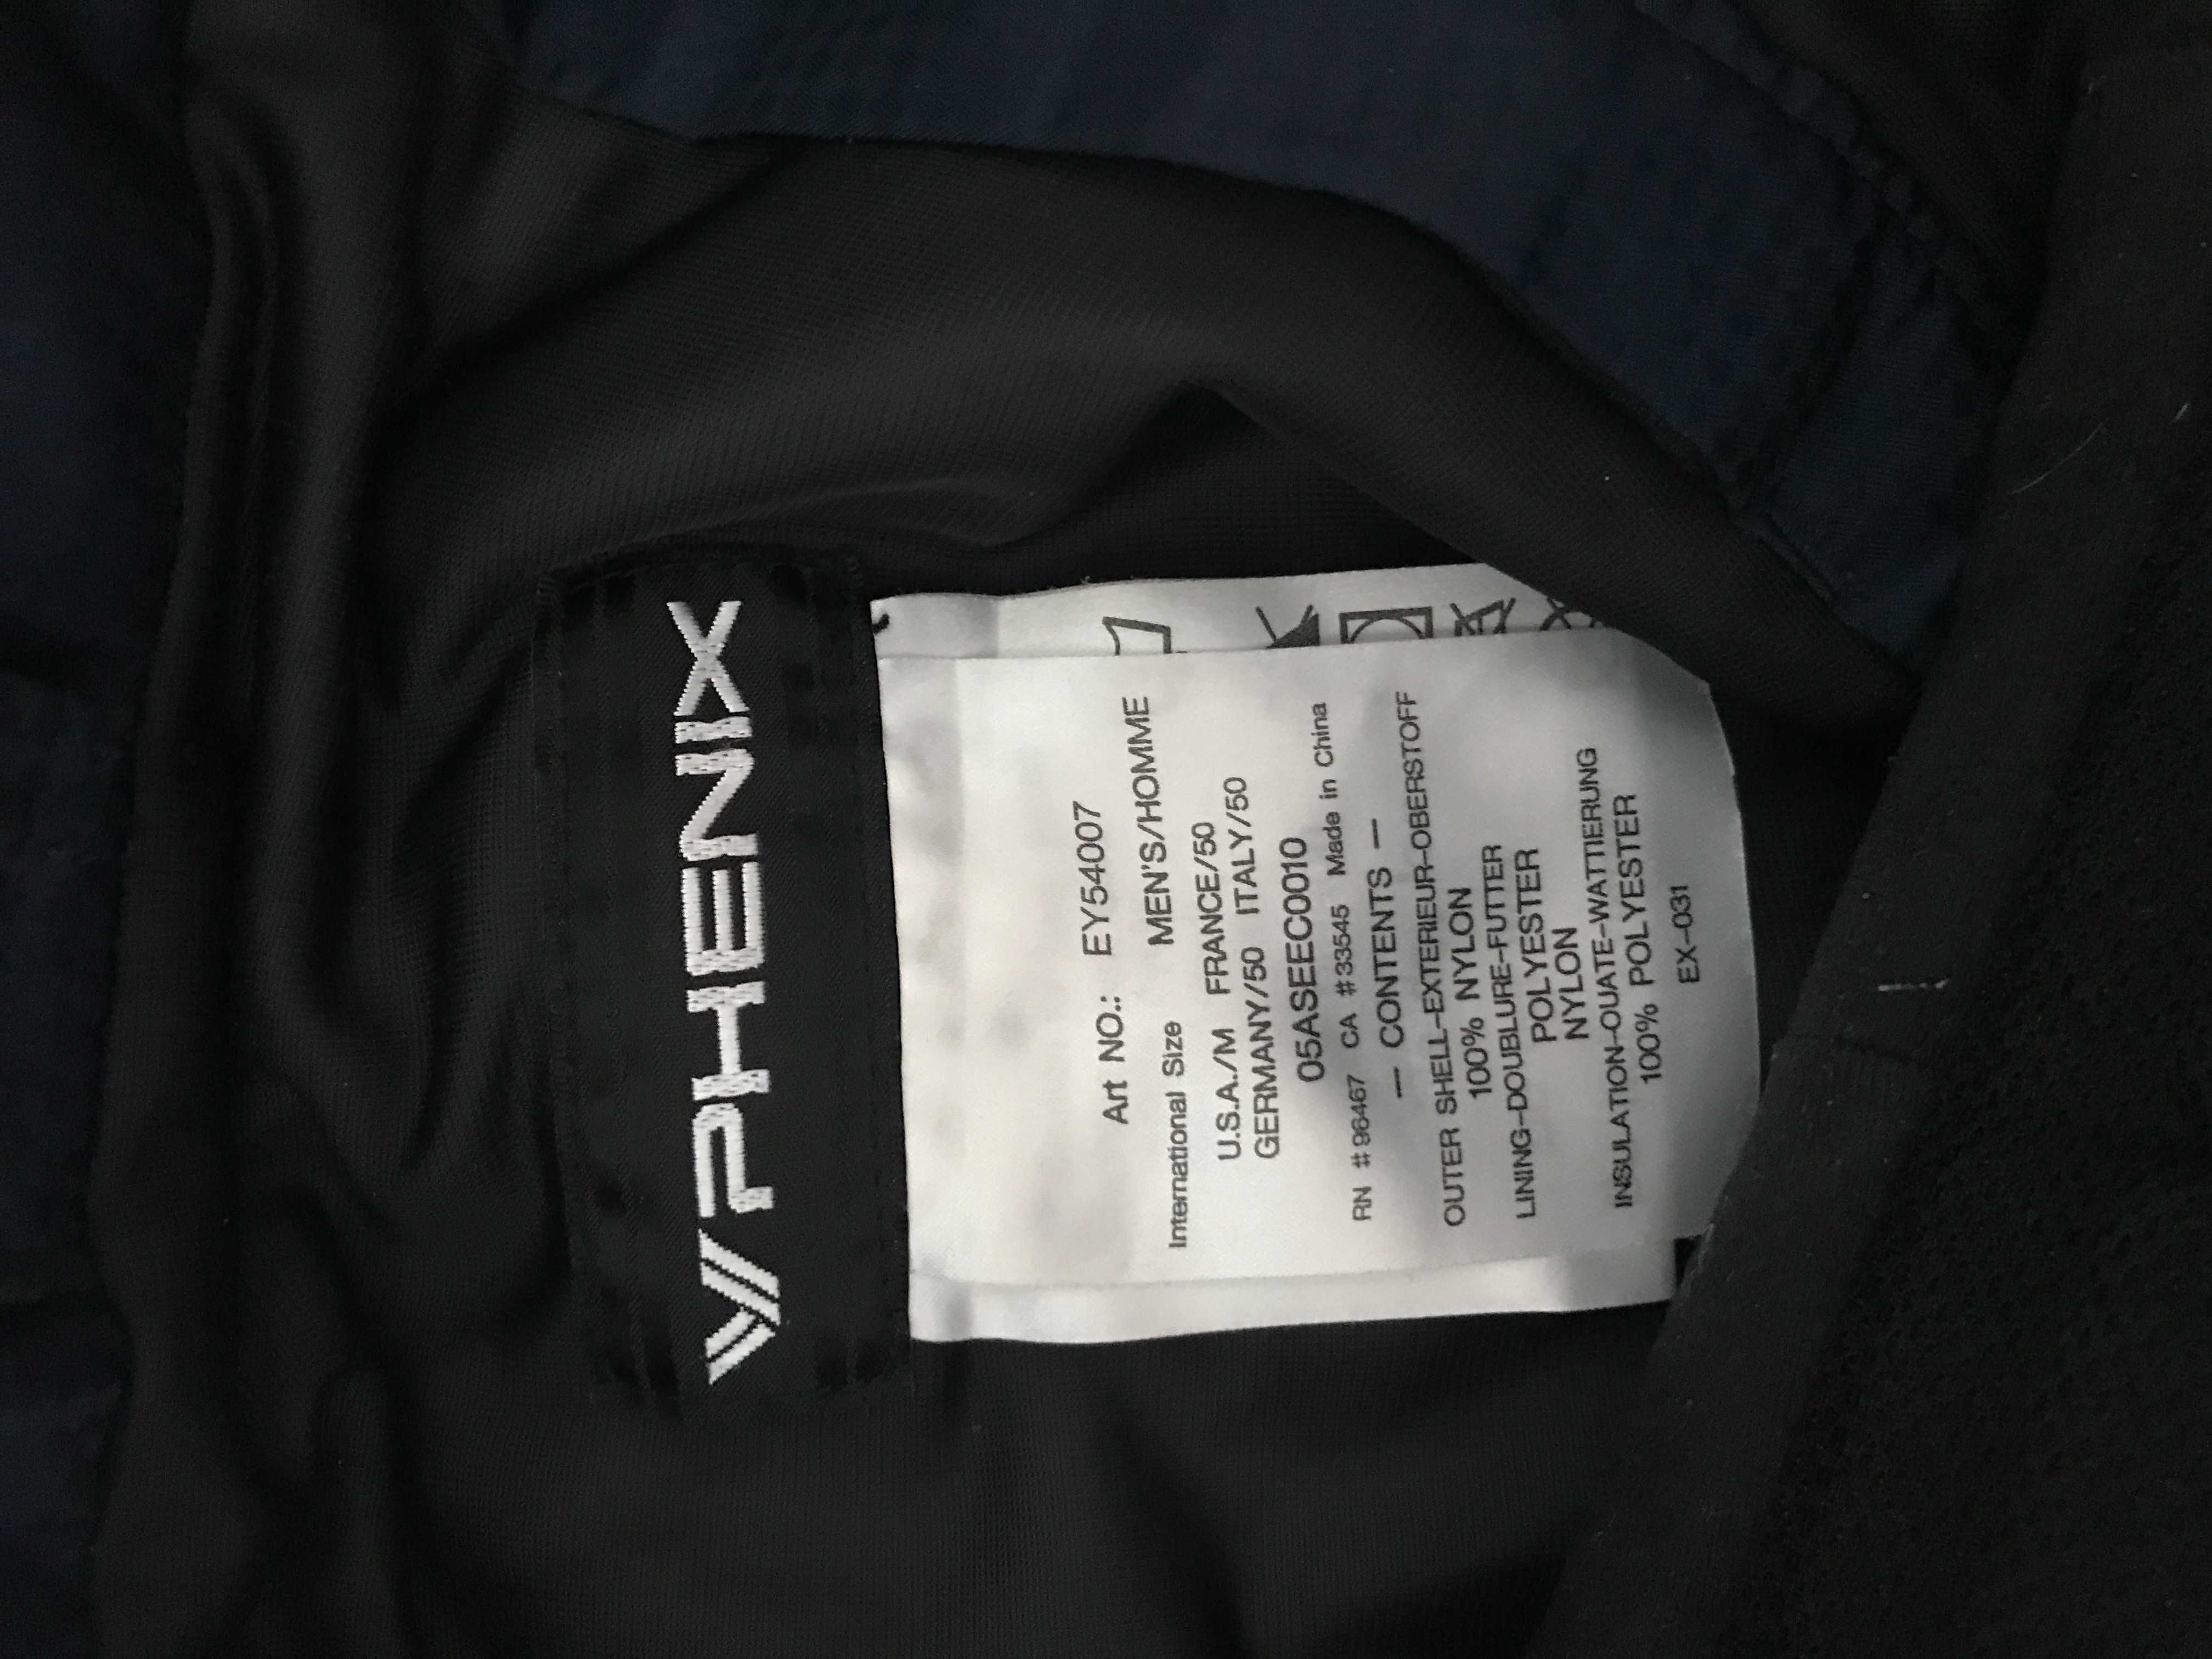 PHENIX
Art NO.: EY54007
International Size MEN'S/HOMME
U.S.A./M FRANCE/50
GERMANY/50 ITALY/50
05ASEEC0010
RN #96467 CA #33545 Made in China
— CONTENTS —
OUTER SHELL-EXTERIEUR-OBERSTOFF
100% NYLON
LINING-DOUBLURE-FUTTER
POLYESTER
NYLON
INSULATION-OUATE-WATTIERUNG
100% POLYESTER
EX-031